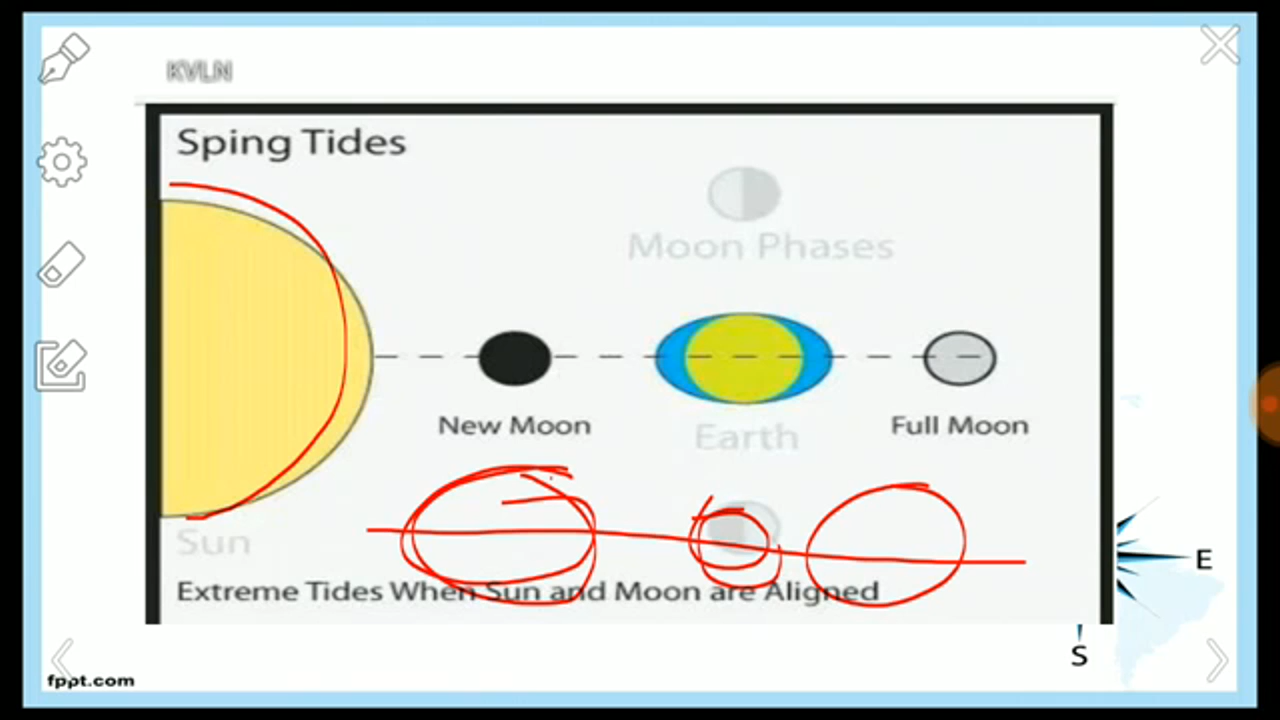 KVLN
Sping Tides
Moon Phases
New Moon
Earth
Full Moon
Sun
Extreme Tides When Sun and Moon are Aligned
E
S
fppt.com